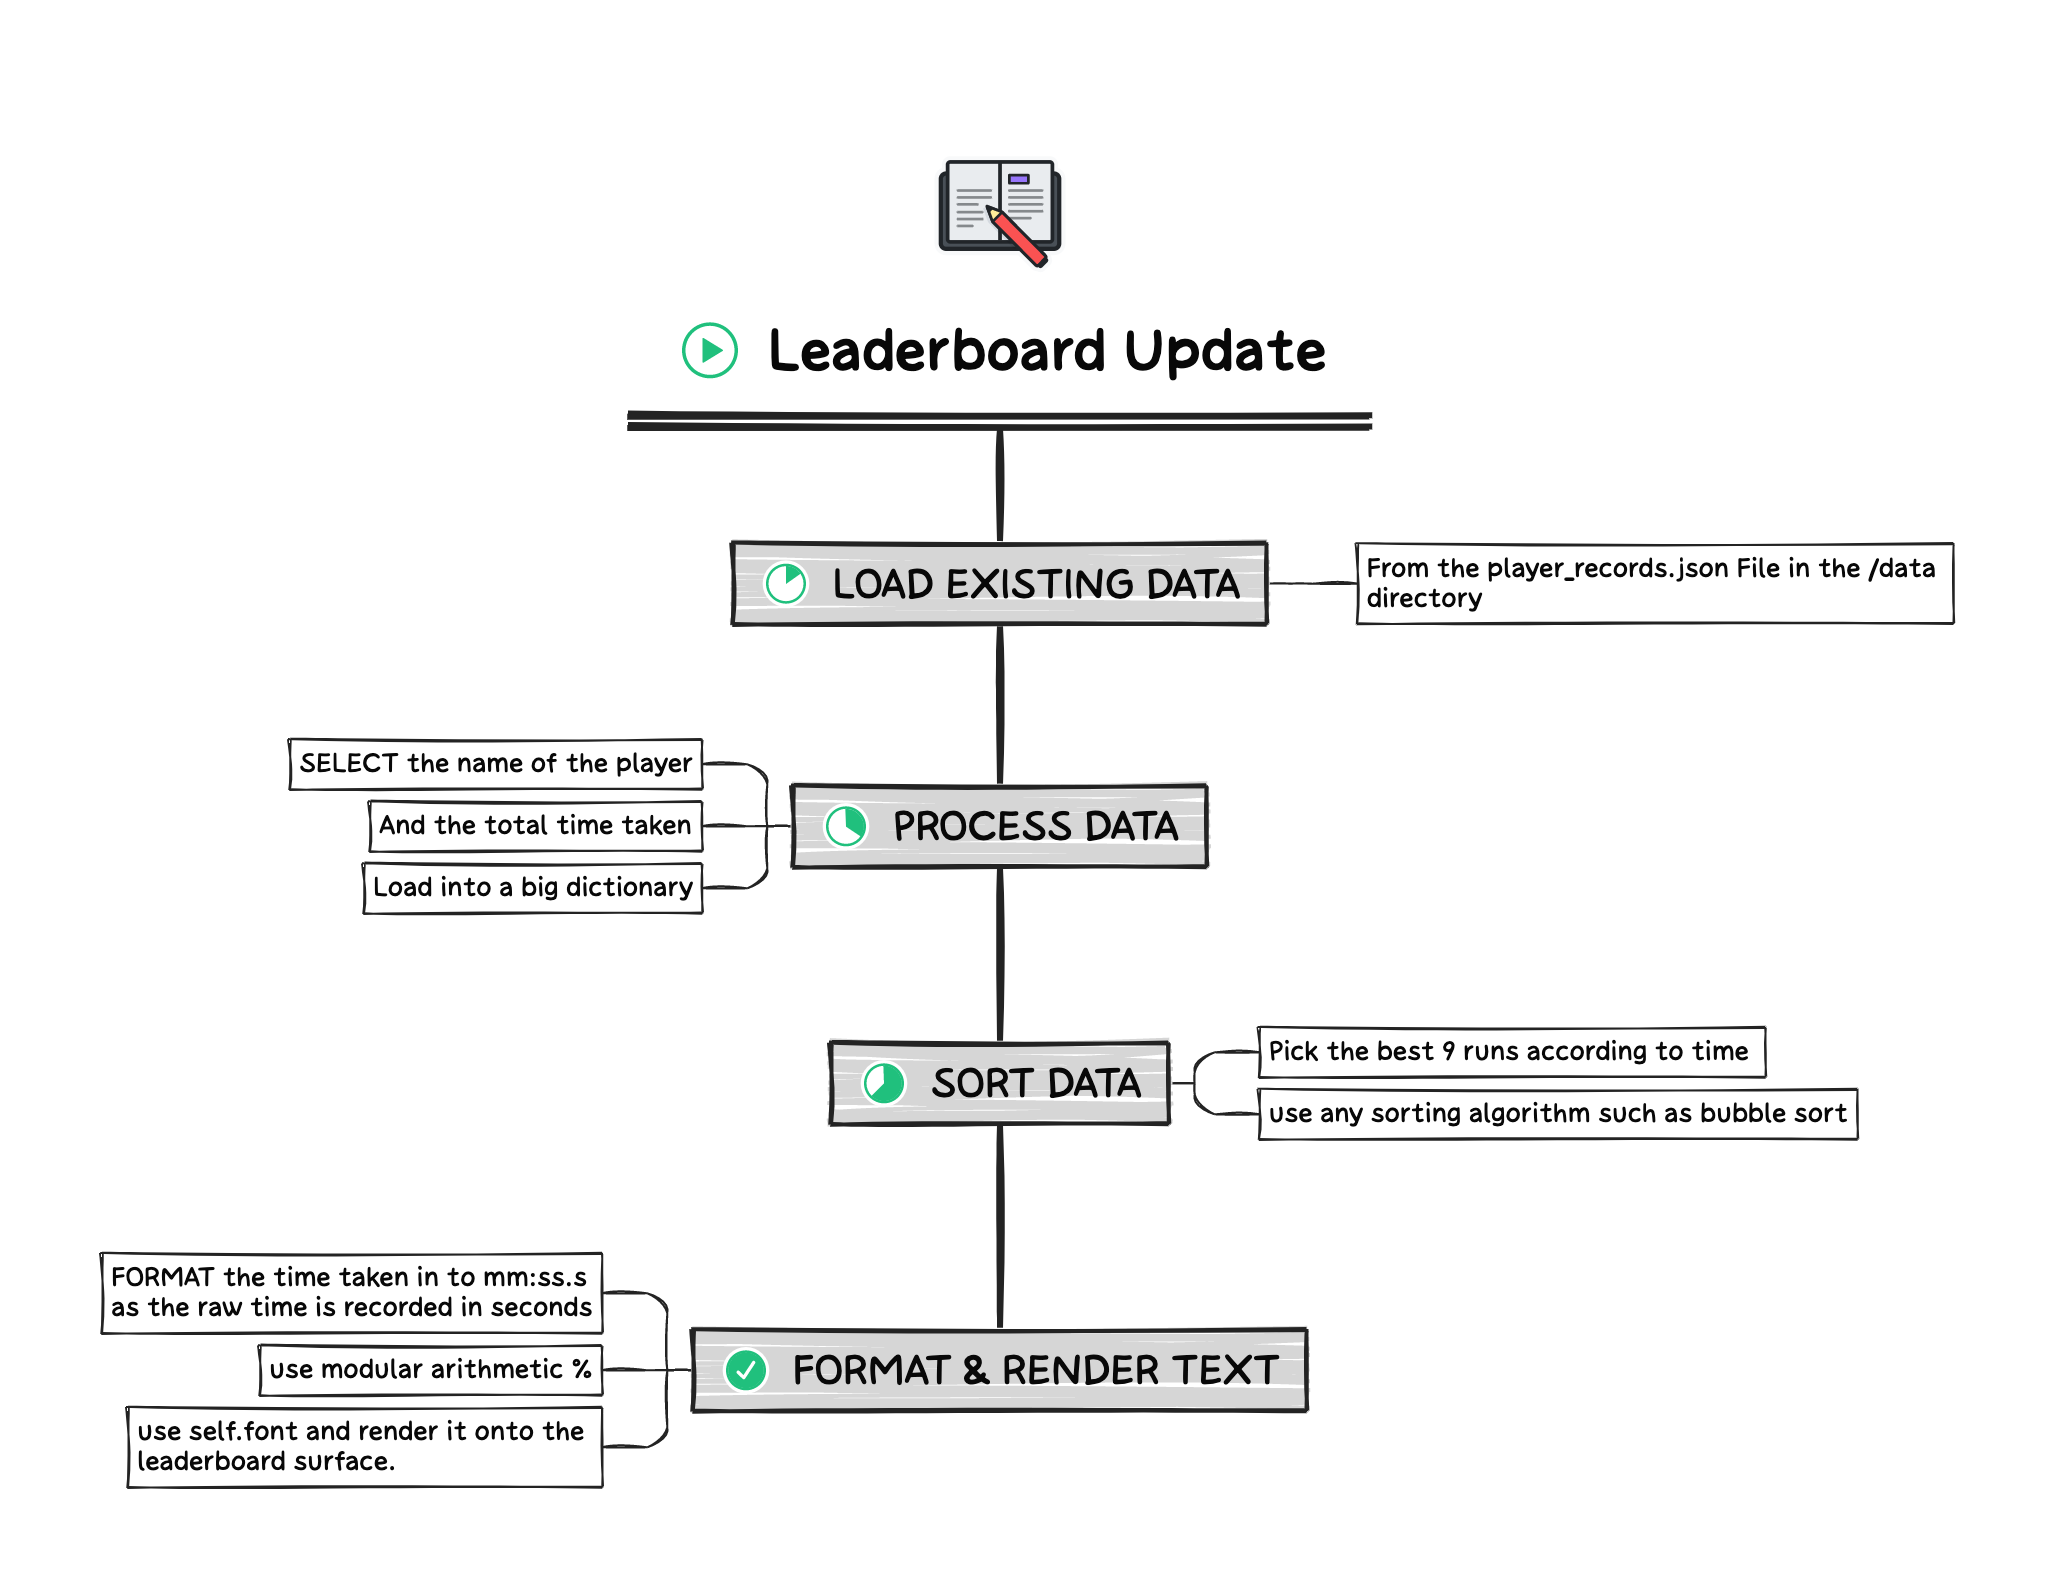 Leaderboard Update
LOAD EXISTING DATA
From the player_records.json File in the /data
directory
SELECT the name of the player
And the total time taken
Load into a big dictionary
PROCESS DATA
SORT DATA
Pick the best 9 runs according to time
use any sorting algorithm such as bubble sort
FORMAT the time taken in to mm:ss.s
as the raw time is recorded in seconds
use modular arithmetic %
use self.font and render it onto the
leaderboard surface.
FORMAT & RENDER TEXT